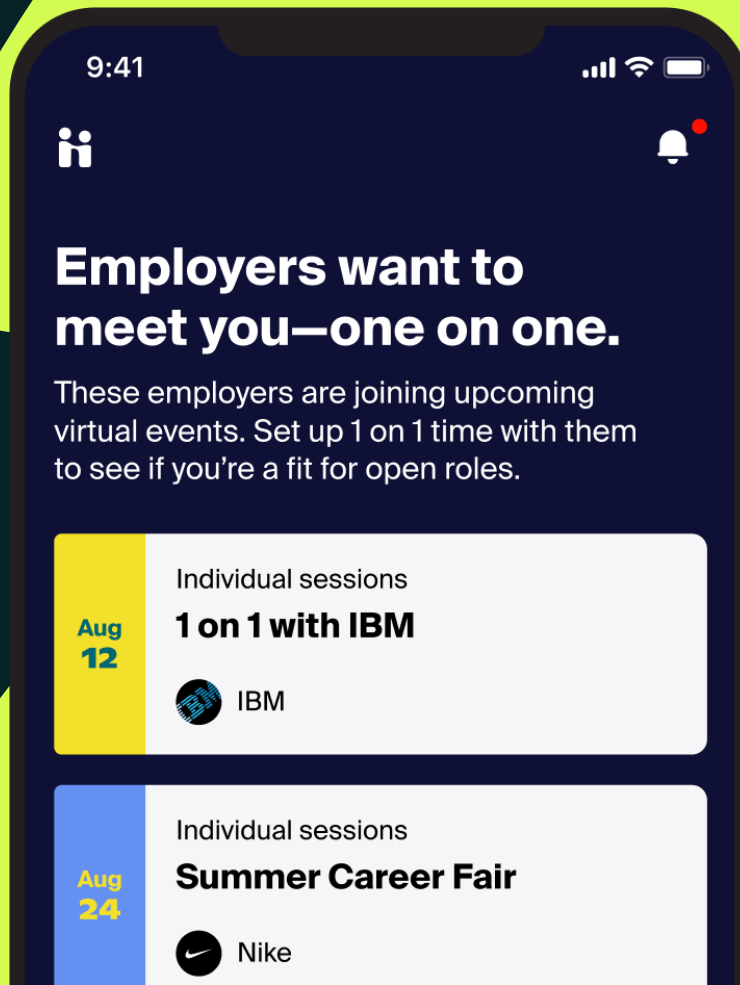 9:41
Employers want to
meet you—one on one.
These employers are joining upcoming
virtual events. Set up 1 on 1 time with them
to see if you’re a fit for open roles.
Aug
12
Individual sessions
1 on 1 with IBM
IBM
IBM
Aug
24
Individual sessions
Summer Career Fair
Nike